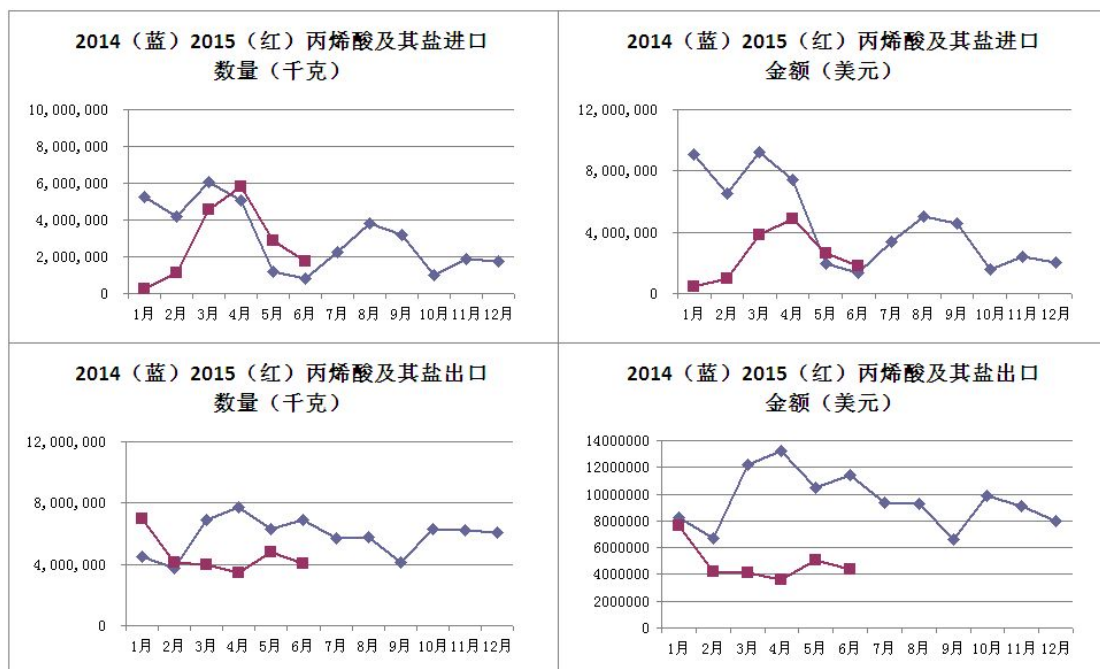 2014（蓝）2015（红）丙烯酸及其盐进口
数量（千克）
10,000,000
8,000,000
6,000,000
4,000,000
2,000,000
0
1月 2月 3月 4月 5月 6月 7月 8月 9月 10月 11月 12月
2014（蓝）2015（红）丙烯酸及其盐进口
金额（美元）
12,000,000
8,000,000
4,000,000
0
1月 2月 3月 4月 5月 6月 7月 8月 9月 10月 11月 12月
2014（蓝）2015（红）丙烯酸及其盐出口
数量（千克）
12,000,000
8,000,000
4,000,000
0
1月 2月 3月 4月 5月 6月 7月 8月 9月 10月 11月 12月
2014（蓝）2015（红）丙烯酸及其盐出口
金额（美元）
14000000
12000000
10000000
8000000
6000000
4000000
2000000
0
1月 2月 3月 4月 5月 6月 7月 8月 9月 10月 11月 12月